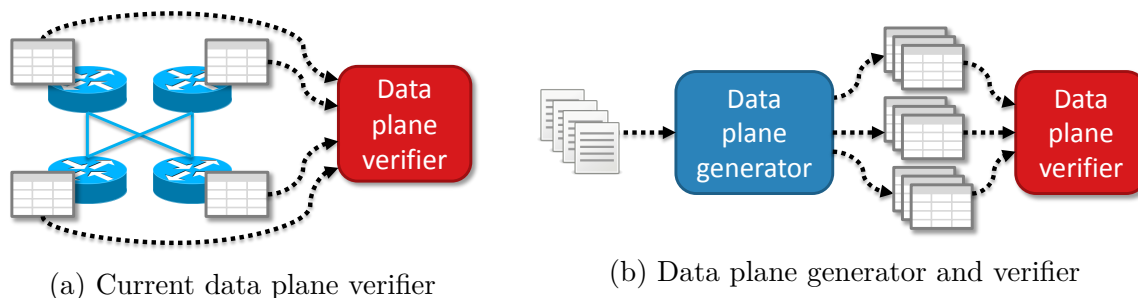 Data
plane
verifier
(a) Current data plane verifier
Data
plane
generator
Data
plane
verifier
(b) Data plane generator and verifier